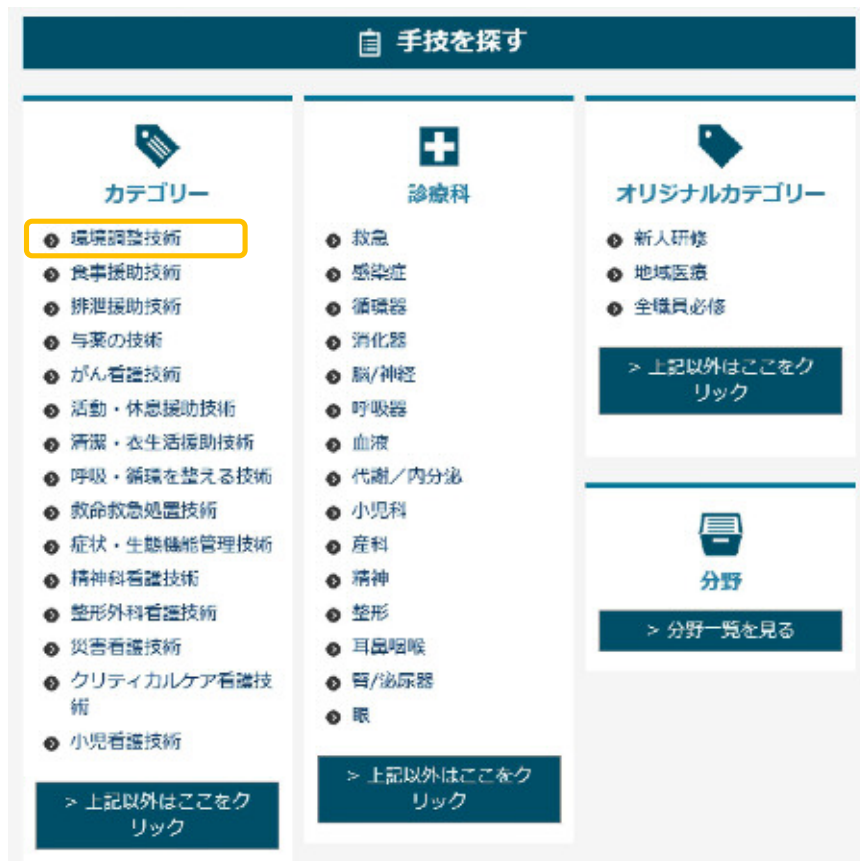 手技を探す
カテゴリー
環境調整技術
食事援助技術
排泄援助技術
与薬の技術
がん看護技術
活動・休息援助技術
清潔・衣生活援助技術
呼吸・循環を整える技術
救命救急処置技術
症状・生態機能管理技術
精神科看護技術
整形外科看護技術
災害看護技術
クリティカルケア看護技
術
小児看護技術
> 上記以外はここをク
リック
診療科
救急
感染症
循環器
消化器
脳/神経
呼吸器
血液
代謝／内分泌
小児科
産科
精神
整形
耳鼻咽喉
腎/泌尿器
眼
> 上記以外はここをク
リック
オリジナルカテゴリー
新人研修
地域医療
全職員必修
> 上記以外はここをク
リック
分野
> 分野一覧を見る